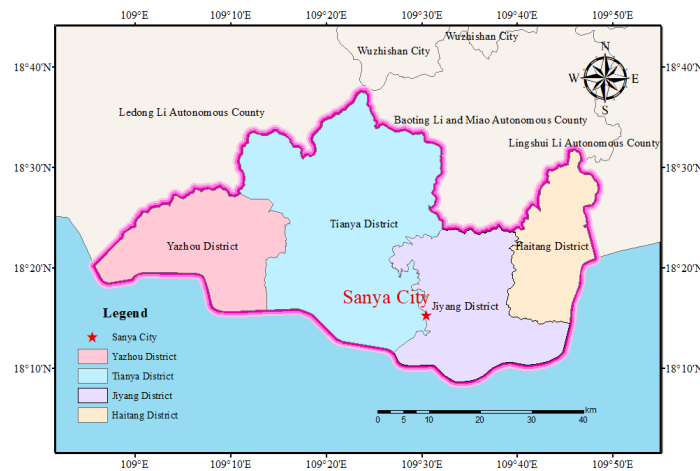 109°E 109°10′E 109°20′E 109°30′E 109°40′E 109°50′E
Wuzhishan City
Wuzhishan City
N
W E
S
18°40′N
Ledong Li Autonomous County
Baoting Li and Miao Autonomous County
Lingshui Li Autonomous County
18°30′N
Tianya District
Yazhou District
Haitang District
18°20′N
Sanya City
Jiyang District
Legend
Sanya City
Yazhou District
Tianya District
Jiyang District
Haitang District
18°10′N
km
0 5 10 20 30 40
18°40′N
18°30′N
18°20′N
18°10′N
109°E 109°10′E 109°20′E 109°30′E 109°40′E 109°50′E